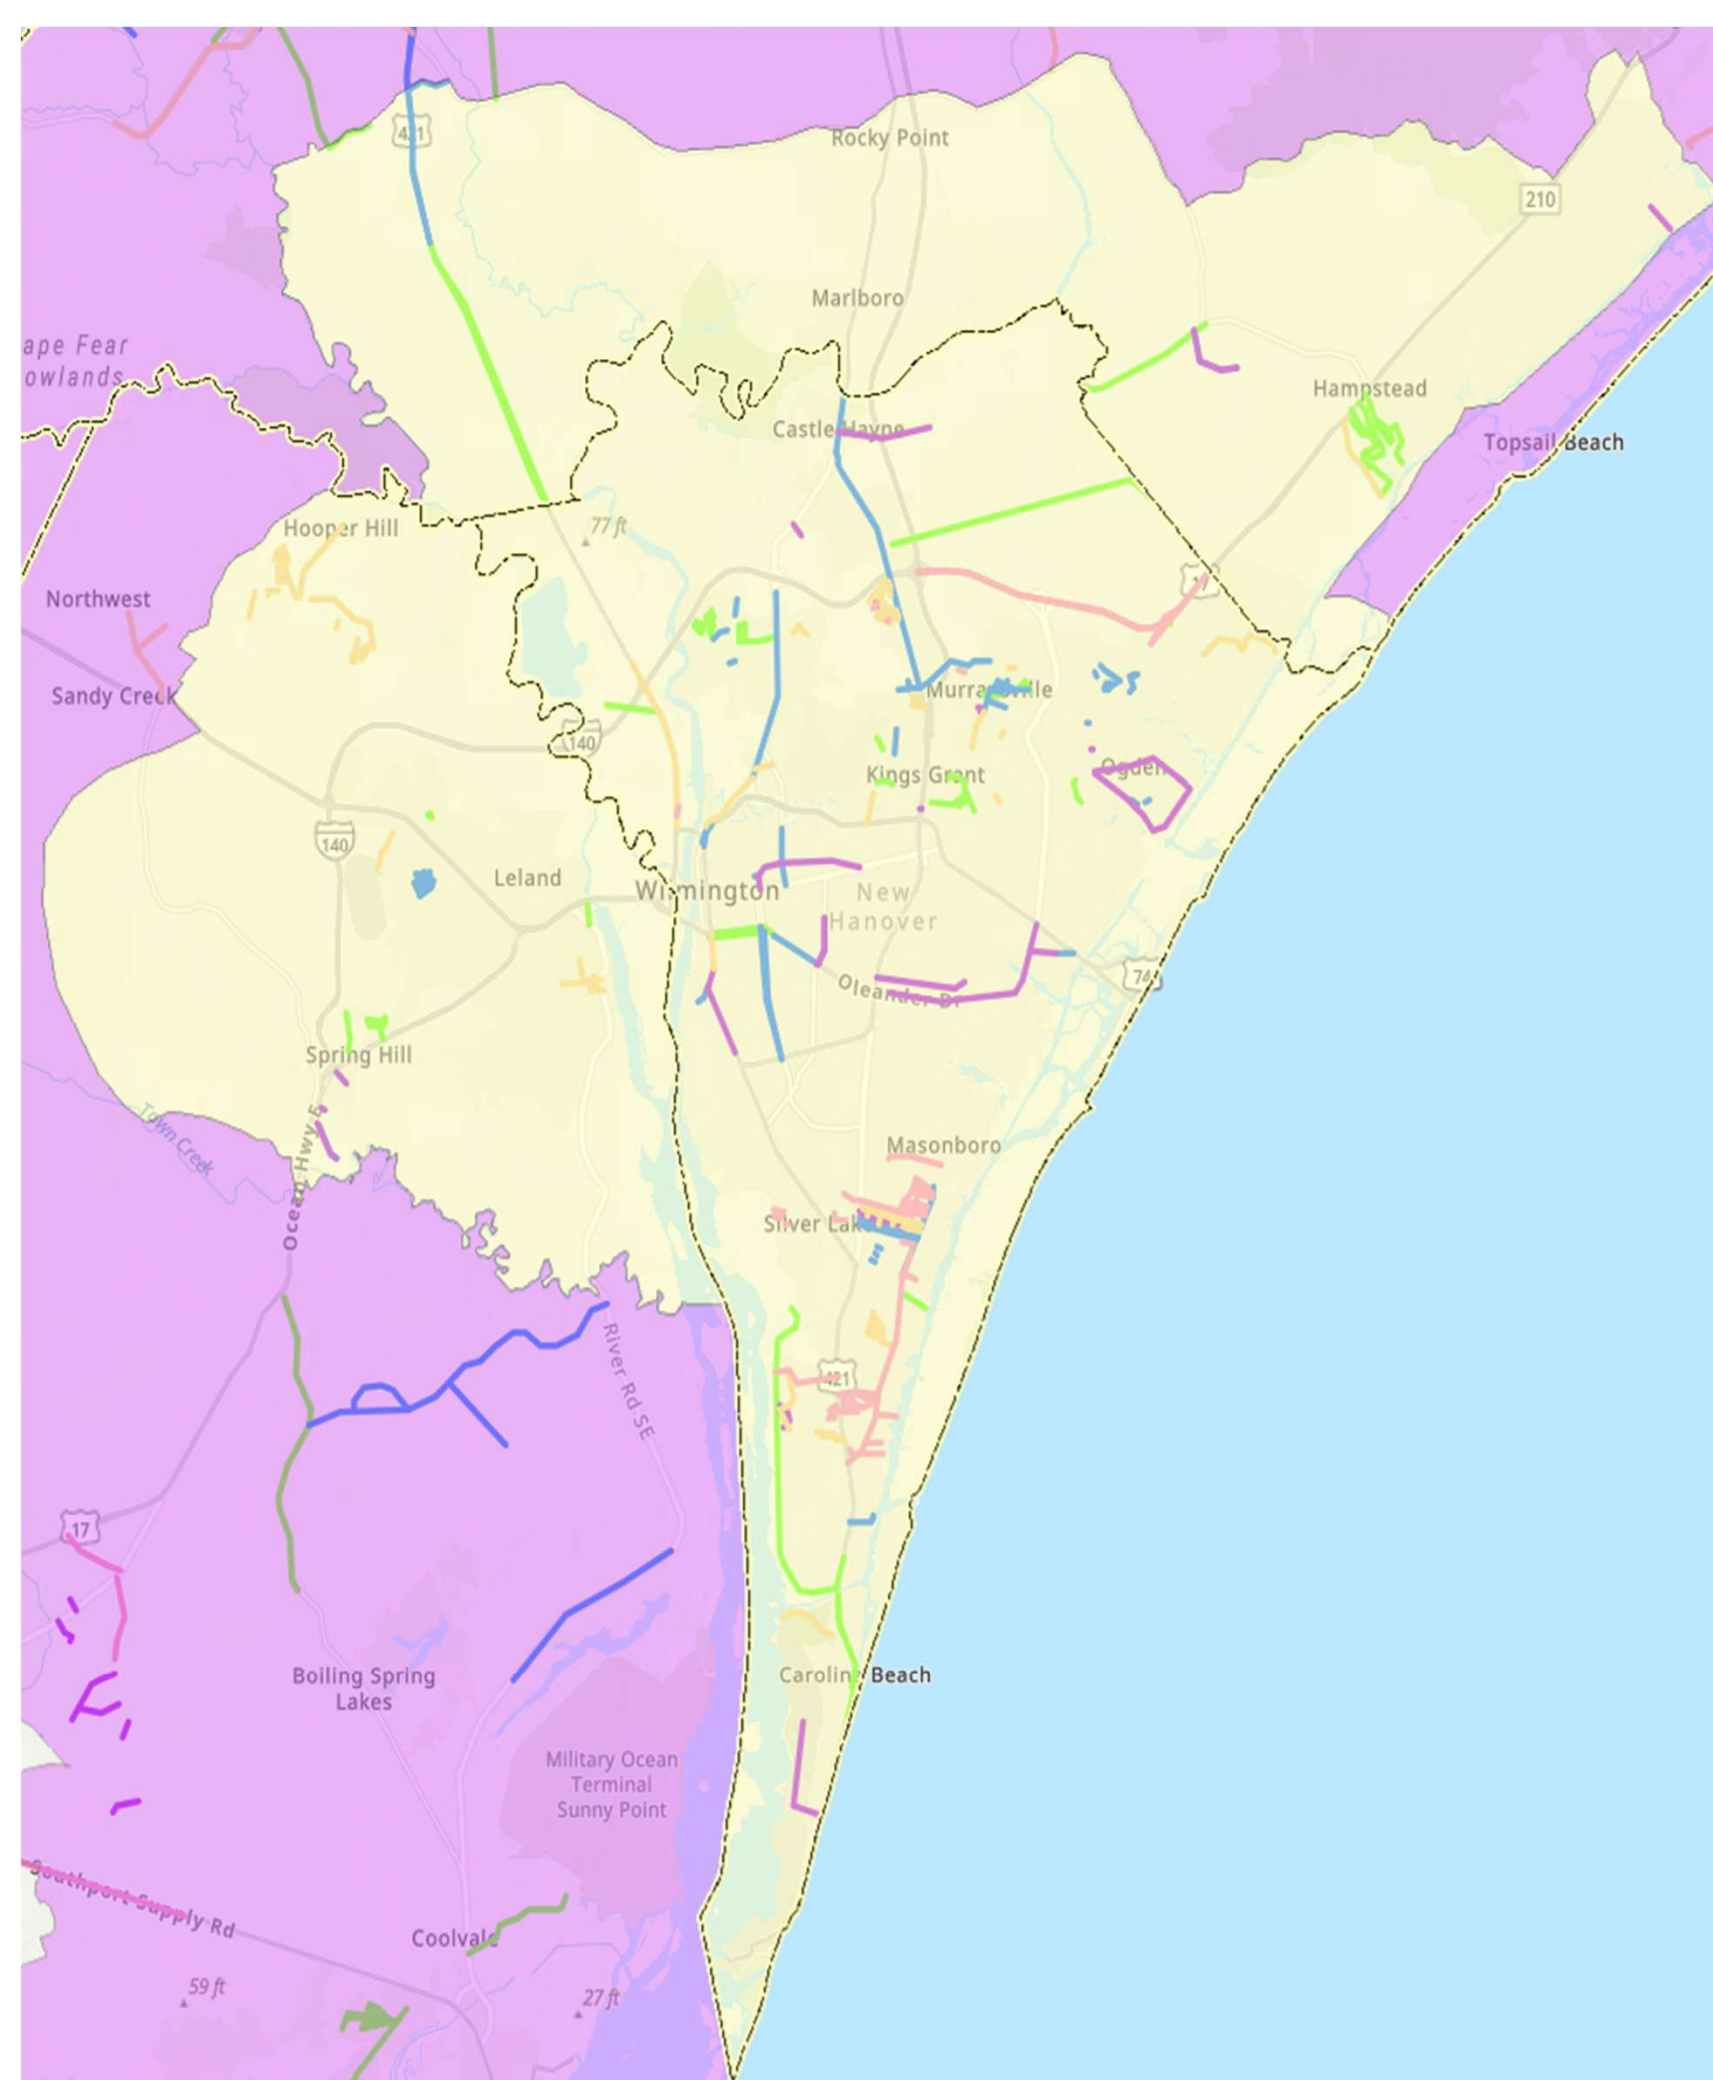 421
Rocky Point
210
Marlboro
ape Fear
owlands
Hampstead
Castle Hayne
Topsail Beach
Hooper Hill
77 ft
17
Northwest
Sandy Creek
Murraysville
140
Ogden
Kings Grant
140
Leland
Wilmington
New
Hanover
74
Oleander Dr
Spring Hill
Town Creek
Ocean Hwy E
Masonboro
Silver Lake
River Rd SE
421
17
Boiling Spring
Lakes
Carolina Beach
Military Ocean
Terminal
Sunny Point
Southport Supply Rd
Coolvale
59 ft
27 ft